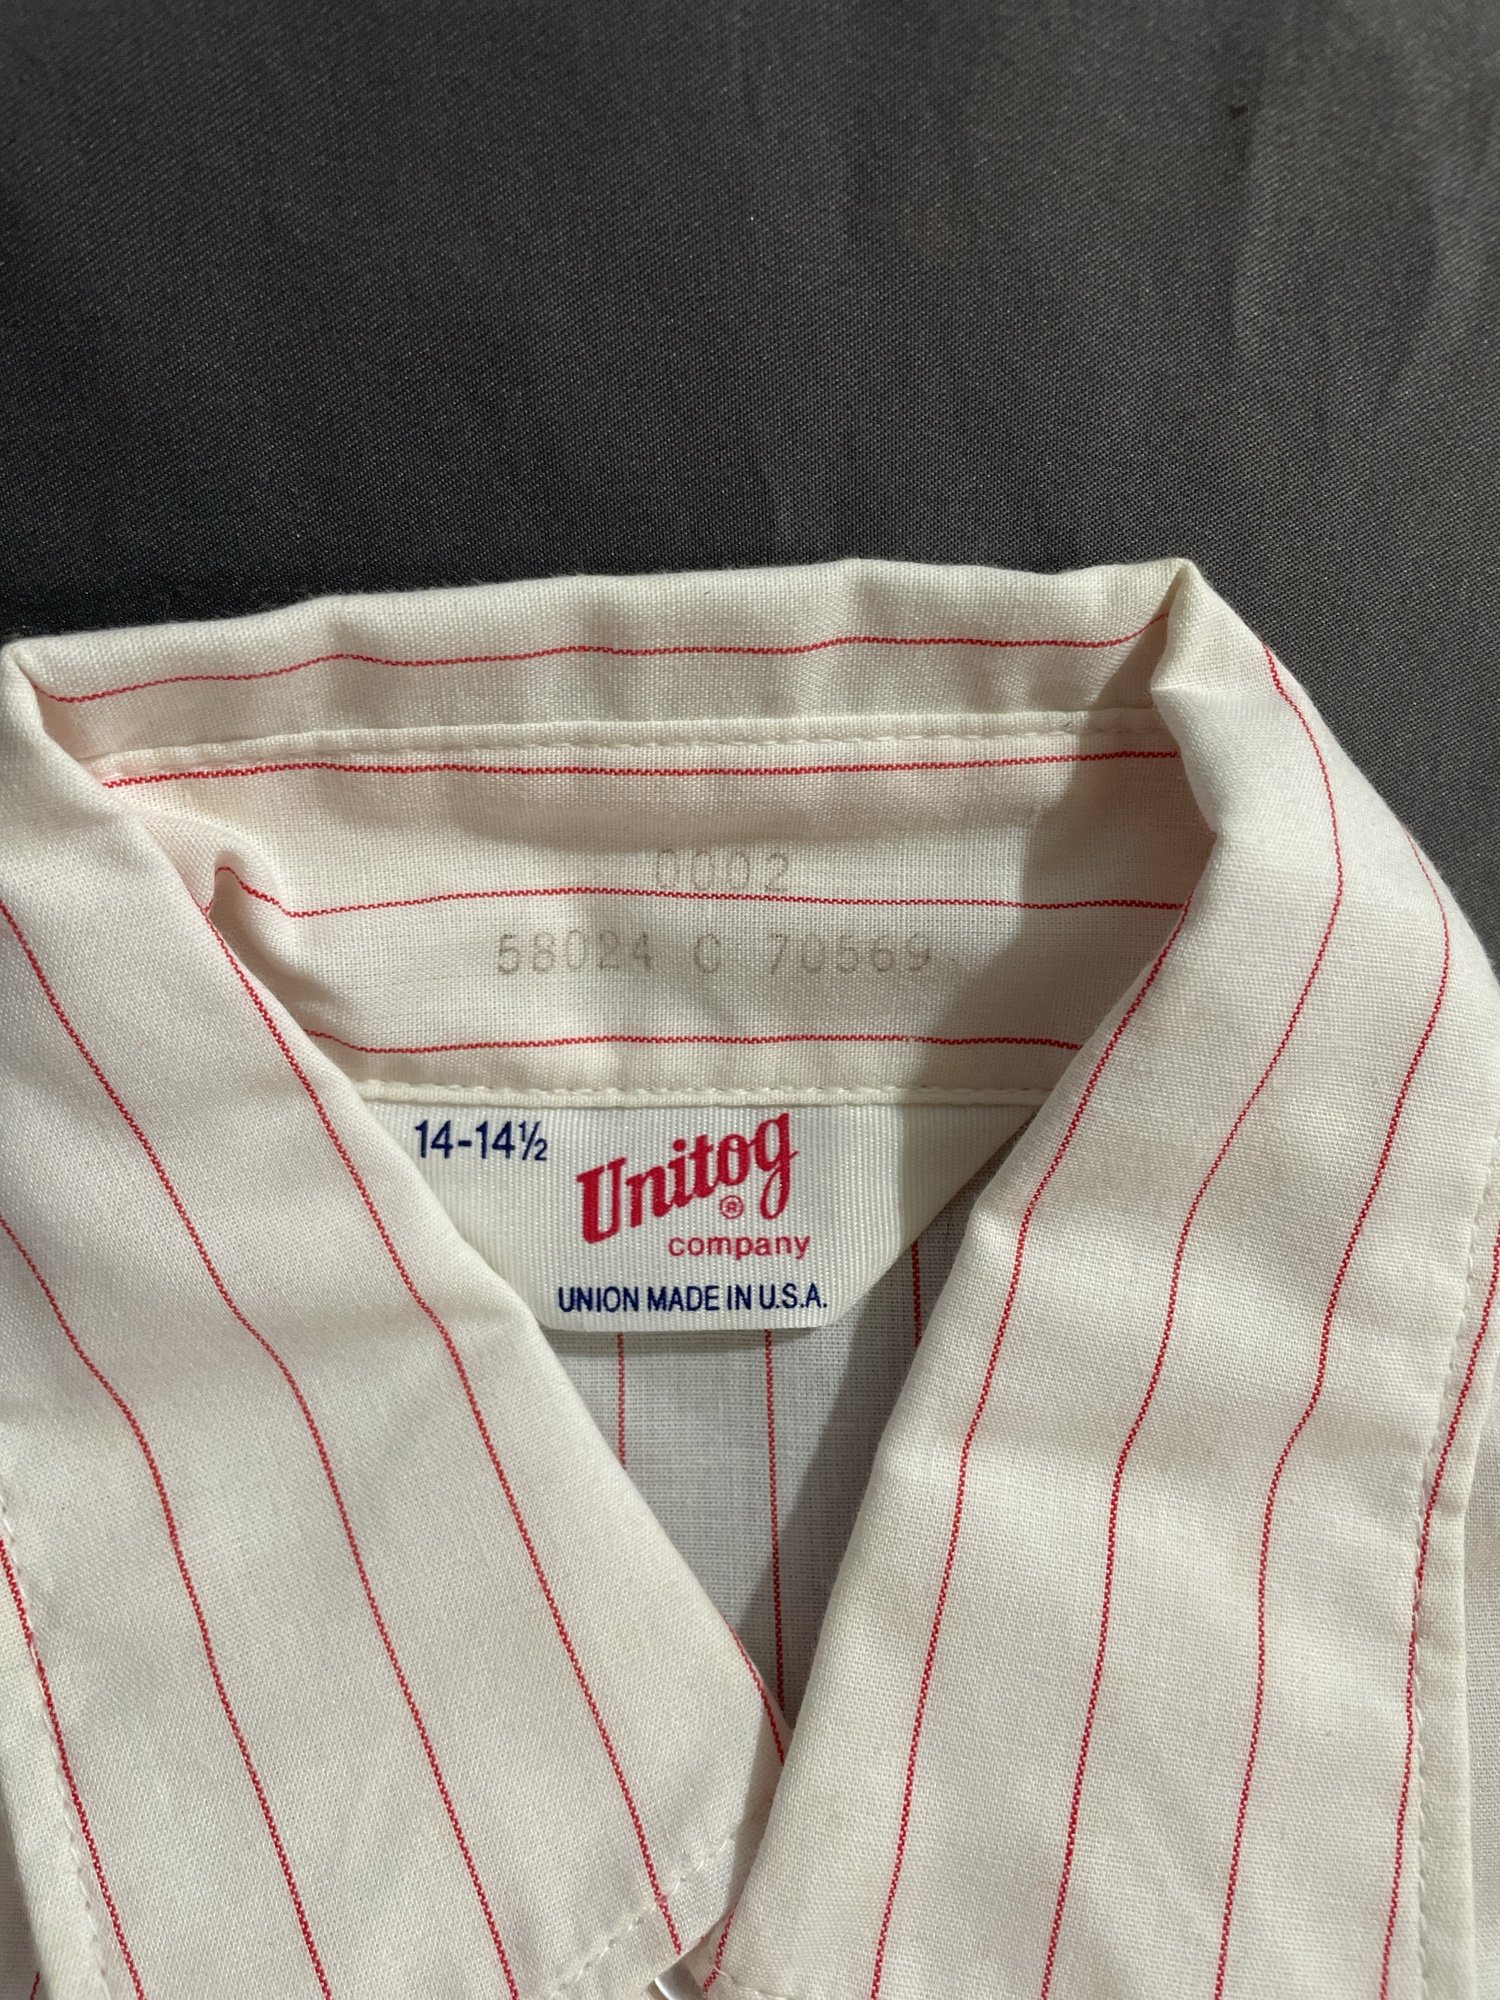 0002
58024 C 70569
14-14½
Unitog®
company
UNION MADE IN U.S.A.